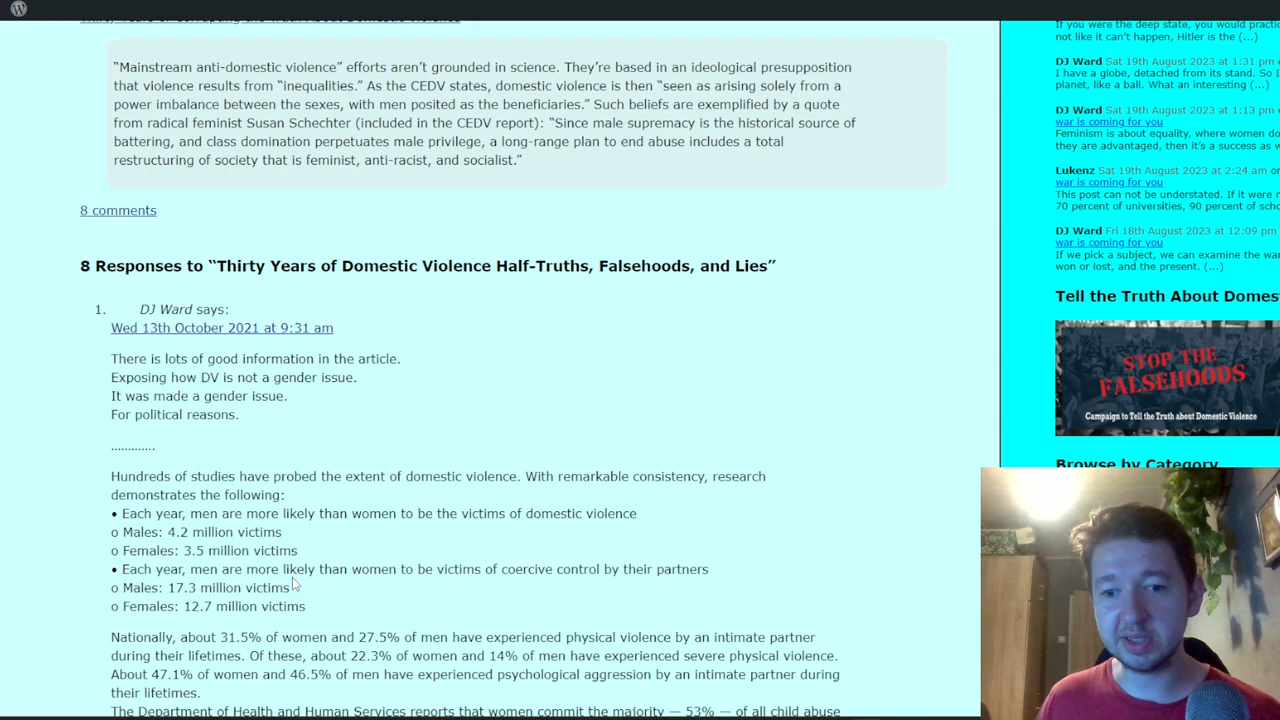 Thirty Years of Corrupting the Truth About Domestic Violence
“Mainstream anti-domestic violence” efforts aren’t grounded in science. They’re based in an ideological presupposition
that violence results from “inequalities.” As the CEDV states, domestic violence is then “seen as arising solely from a
power imbalance between the sexes, with men posited as the beneficiaries.” Such beliefs are exemplified by a quote
from radical feminist Susan Schechter (included in the CEDV report): “Since male supremacy is the historical source of
battering, and class domination perpetuates male privilege, a long-range plan to end abuse includes a total
restructuring of society that is feminist, anti-racist, and socialist.”
8 comments
8 Responses to “Thirty Years of Domestic Violence Half-Truths, Falsehoods, and Lies”
1. DJ Ward says:
Wed 13th October 2021 at 9:31 am
There is lots of good information in the article.
Exposing how DV is not a gender issue.
It was made a gender issue.
For political reasons.
………….
Hundreds of studies have probed the extent of domestic violence. With remarkable consistency, research
demonstrates the following:
• Each year, men are more likely than women to be the victims of domestic violence
o Males: 4.2 million victims
o Females: 3.5 million victims
• Each year, men are more likely than women to be victims of coercive control by their partners
o Males: 17.3 million victims
o Females: 12.7 million victims
Nationally, about 31.5% of women and 27.5% of men have experienced physical violence by an intimate partner
during their lifetimes. Of these, about 22.3% of women and 14% of men have experienced severe physical violence.
About 47.1% of women and 46.5% of men have experienced psychological aggression by an intimate partner during
their lifetimes.
The Department of Health and Human Services reports that women commit the majority — 53% — of all child abuse
If you were the deep state, you would practic
not like it can’t happen, Hitler is the (...)
DJ Ward Sat 19th August 2023 at 1:31 pm
I have a globe, detached from its stand. So I
planet, like a ball. What an interesting (...)
DJ Ward Sat 19th August 2023 at 1:13 pm
war is coming for you
Feminism is about equality, where women do
they are advantaged, then it’s a success as w
Lukenz Sat 19th August 2023 at 2:24 am on
war is coming for you
This post can not be understated. If it were n
70 percent of universities, 90 percent of scho
DJ Ward Fri 18th August 2023 at 12:09 pm
war is coming for you
If we pick a subject, we can examine the war
won or lost, and the present. (...)
Tell the Truth About Domes
STOP THE
FALSEHOODS
Campaign to Tell the Truth about Domestic Violence
Browse by Category